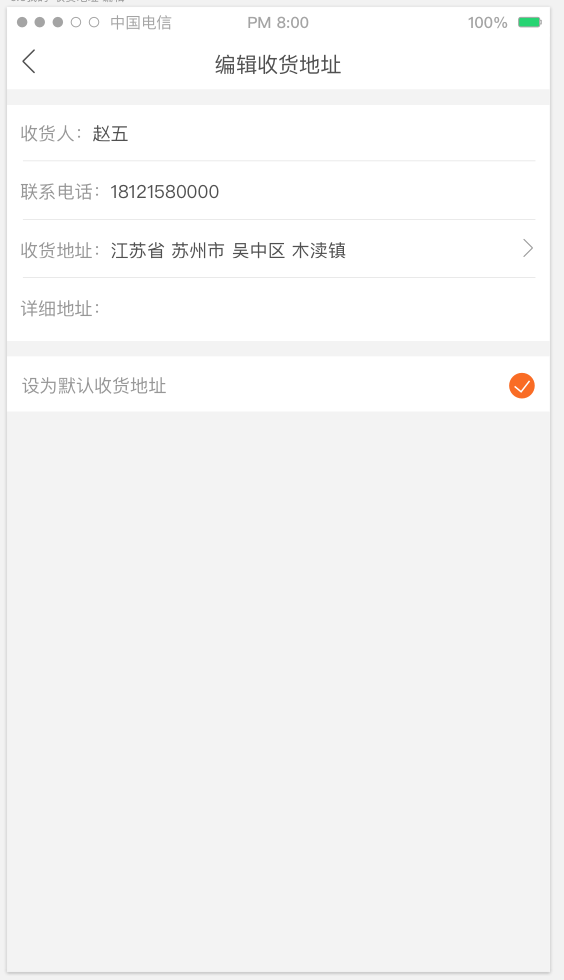 中国电信 PM 8:00 100%
编辑收货地址
收货人：赵五
联系电话：18121580000
收货地址：江苏省 苏州市 吴中区 木渎镇
详细地址：
设为默认收货地址